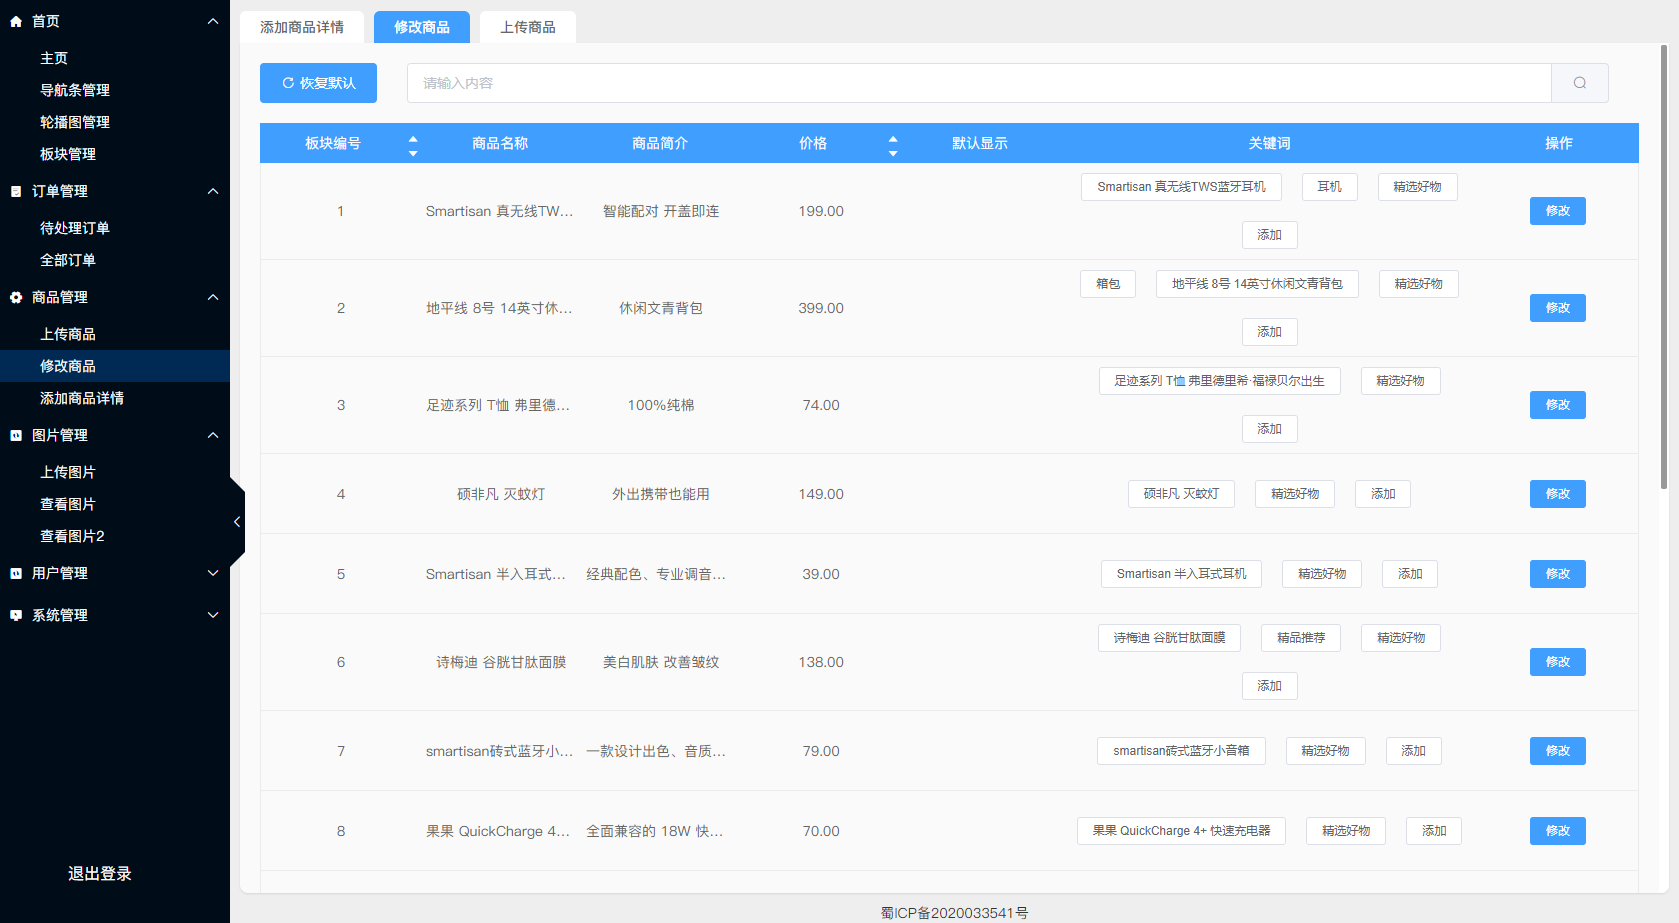 首页
主页
导航条管理
轮播图管理
板块管理
订单管理
待处理订单
全部订单
商品管理
上传商品
修改商品
添加商品详情
图片管理
上传图片
查看图片
查看图片2
用户管理
系统管理
退出登录
添加商品详情 修改商品 上传商品
恢复默认 请输入内容
板块编号 商品名称 商品简介 价格 默认显示 关键词 操作
1 Smartisan 真无线TW... 智能配对 开盖即连 199.00 Smartisan 真无线TWS蓝牙耳机 耳机 精选好物 修改
添加
2 地平线 8号 14英寸休... 休闲文青背包 399.00 箱包 地平线 8号 14英寸休闲文青背包 精选好物 修改
添加
3 足迹系列 T恤 弗里德... 100%纯棉 74.00 足迹系列 T恤 弗里德里希·福禄贝尔出生 精选好物 修改
添加
4 硕非凡 灭蚊灯 外出携带也能用 149.00 硕非凡 灭蚊灯 精选好物 添加 修改
5 Smartisan 半入耳式... 经典配色、专业调音... 39.00 Smartisan 半入耳式耳机 精选好物 添加 修改
6 诗梅迪 谷胱甘肽面膜 美白肌肤 改善皱纹 138.00 诗梅迪 谷胱甘肽面膜 精品推荐 精选好物 修改
添加
7 smartisan砖式蓝牙小... 一款设计出色、音质... 79.00 smartisan砖式蓝牙小音箱 精选好物 添加 修改
8 果果 QuickCharge 4... 全面兼容的 18W 快... 70.00 果果 QuickCharge 4+ 快速充电器 精选好物 添加 修改
蜀ICP备2020033541号